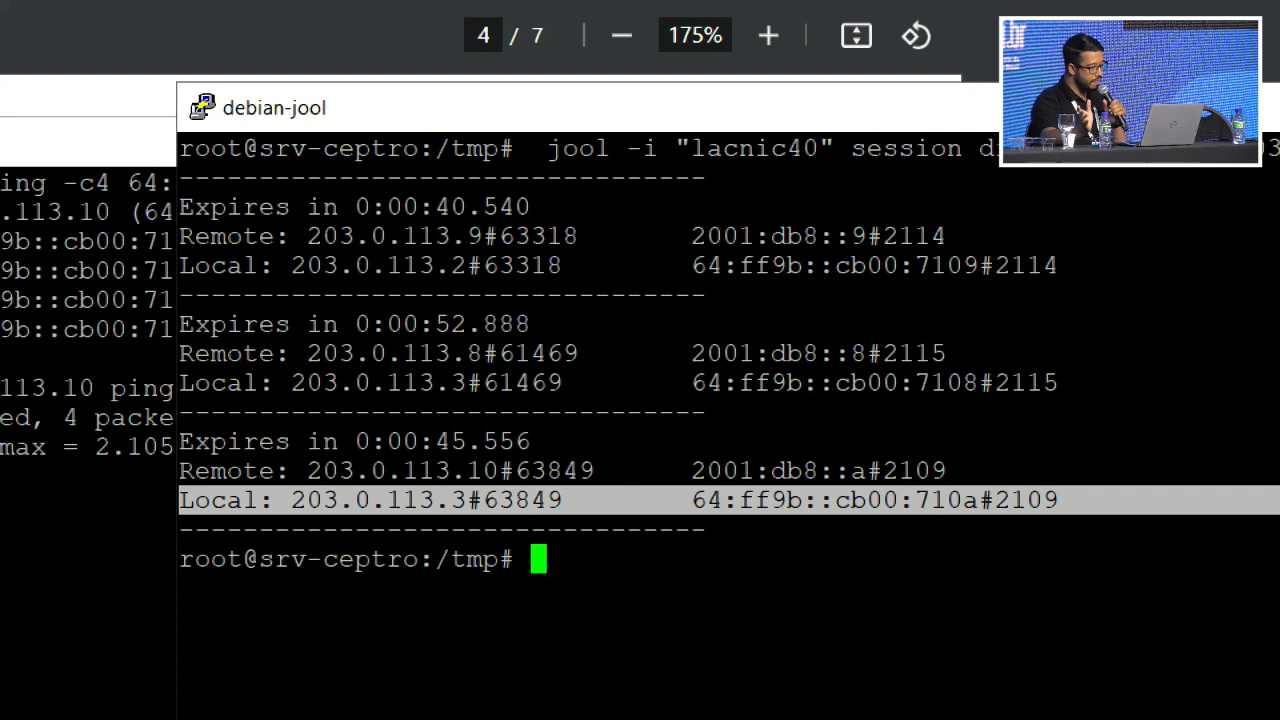 4 / 7
175%
debian-jool
root@srv-ceptro:/tmp# jool -i "lacnic40" session
---------------------------------
Expires in 0:00:40.540
Remote: 203.0.113.9#63318 2001:db8::9#2114
Local: 203.0.113.2#63318 64:ff9b::cb00:7109#2114
---------------------------------
Expires in 0:00:52.888
Remote: 203.0.113.8#61469 2001:db8::8#2115
Local: 203.0.113.3#61469 64:ff9b::cb00:7108#2115
---------------------------------
Expires in 0:00:45.556
Remote: 203.0.113.10#63849 2001:db8::a#2109
Local: 203.0.113.3#63849 64:ff9b::cb00:710a#2109
---------------------------------
root@srv-ceptro:/tmp#
ing -c4 64:
.113.10 (64
9b::cb00:71
9b::cb00:71
9b::cb00:71
9b::cb00:71
113.10 ping
ed, 4 packe
max = 2.105